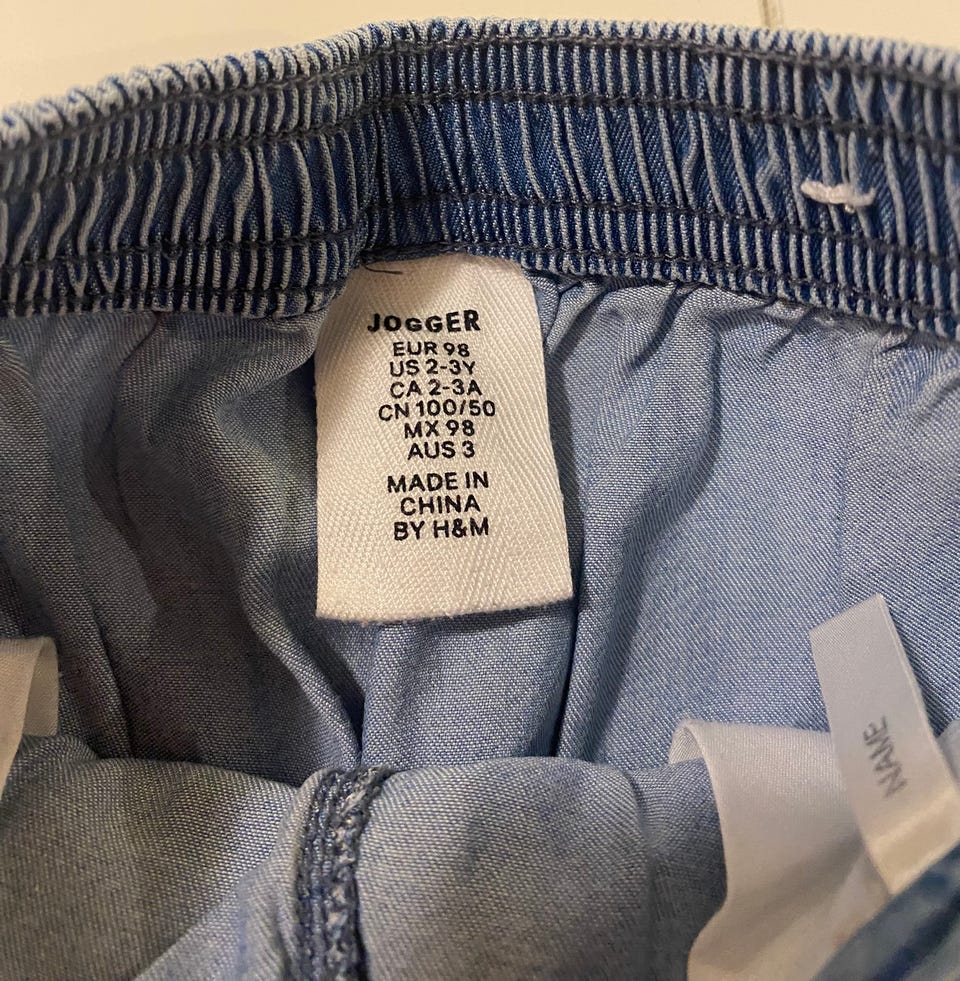 JOGGER
EUR 98
US 2-3Y
CA 2-3A
CN 100/50
MX 98
AUS 3
MADE IN
CHINA
BY H&M
NAME